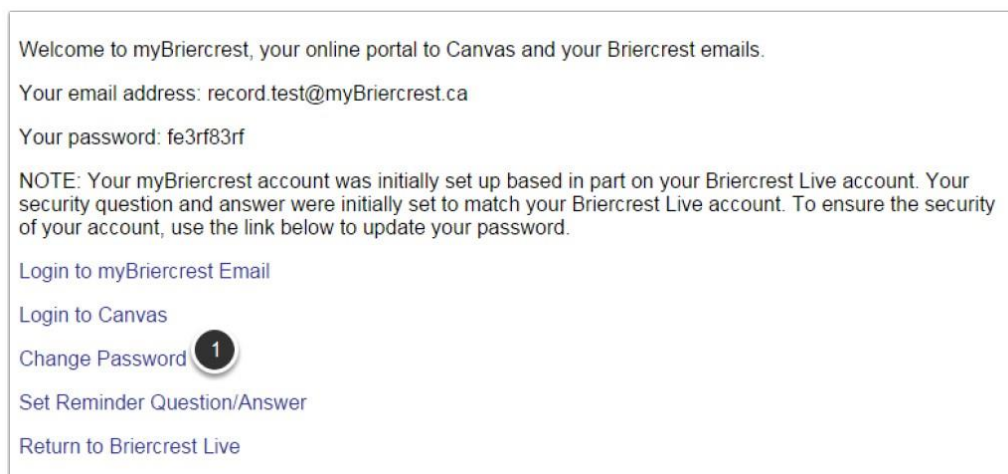 Welcome to myBriercrest, your online portal to Canvas and your Briercrest emails.
Your email address: record.test@myBriercrest.ca
Your password: fe3rf83rf
NOTE: Your myBriercrest account was initially set up based in part on your Briercrest Live account. Your
security question and answer were initially set to match your Briercrest Live account. To ensure the security
of your account, use the link below to update your password.
Login to myBriercrest Email
Login to Canvas
Change Password 1
Set Reminder Question/Answer
Return to Briercrest Live